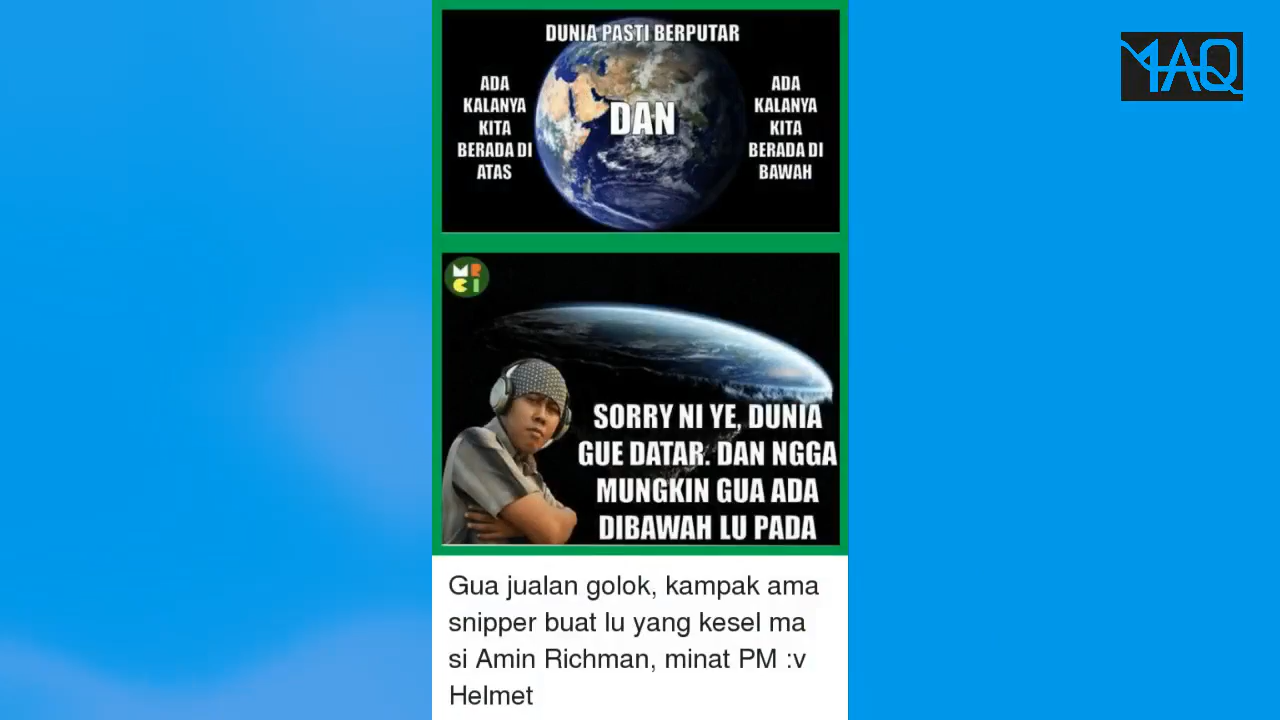 MAQ
DUNIA PASTI BERPUTAR
ADA
KALANYA
KITA
BERADA DI
ATAS
DAN
ADA
KALANYA
KITA
BERADA DI
BAWAH
MR
CI
SORRY NI YE, DUNIA
GUE DATAR. DAN NGGA
MUNGKIN GUA ADA
DIBAWAH LU PADA
Gua jualan golok, kampak ama
snipper buat lu yang kesel ma
si Amin Richman, minat PM :v
Helmet